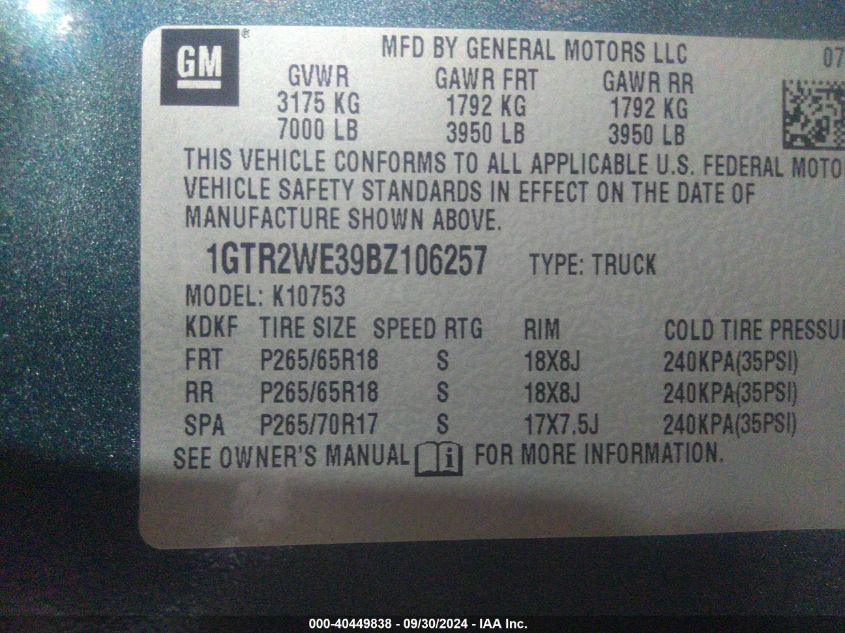 GM ®
MFD BY GENERAL MOTORS LLC 07
GVWR GAWR FRT GAWR RR
3175 KG 1792 KG 1792 KG
7000 LB 3950 LB 3950 LB
THIS VEHICLE CONFORMS TO ALL APPLICABLE U.S. FEDERAL MOTO
VEHICLE SAFETY STANDARDS IN EFFECT ON THE DATE OF
MANUFACTURE SHOWN ABOVE.
1GTR2WE39BZ106257 TYPE: TRUCK
MODEL: K10753
KDKF TIRE SIZE SPEED RTG RIM COLD TIRE PRESSU
FRT P265/65R18 S 18X8J 240KPA(35PSI)
RR P265/65R18 S 18X8J 240KPA(35PSI)
SPA P265/70R17 S 17X7.5J 240KPA(35PSI)
SEE OWNER'S MANUAL i FOR MORE INFORMATION.
000-40449838 - 09/30/2024 - IAA Inc.